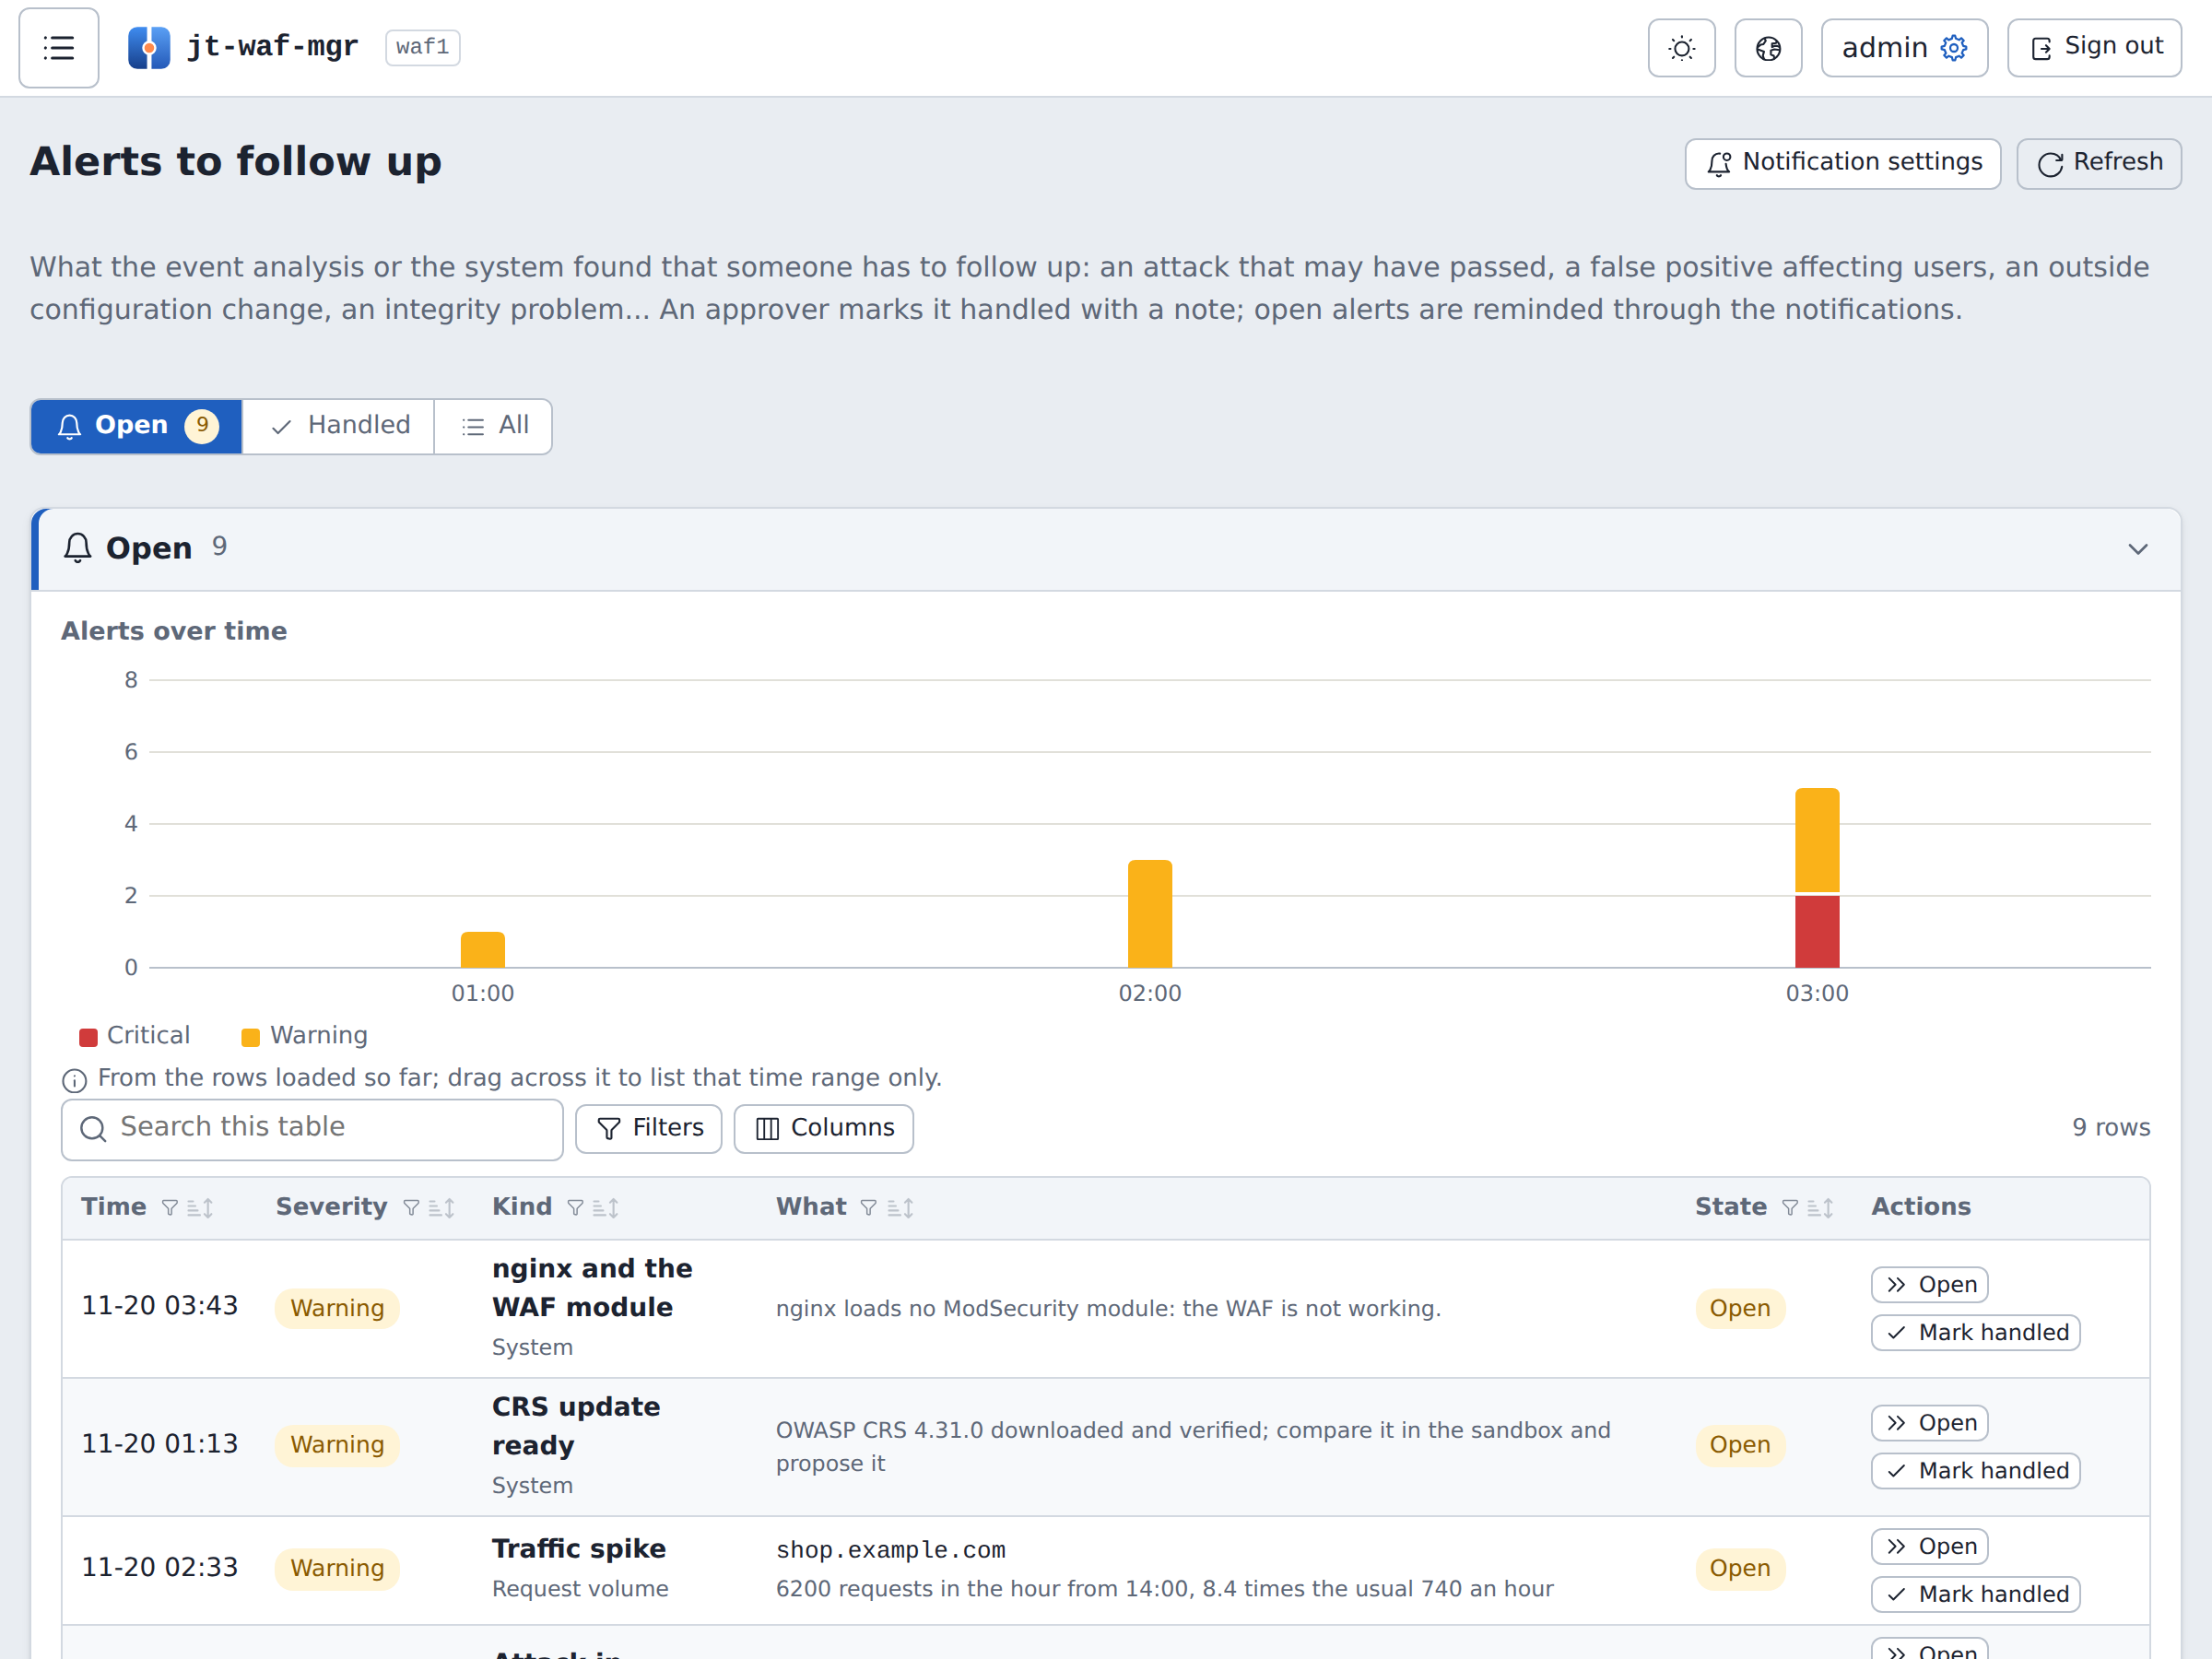 jt-waf-mgr waf1 admin Sign out
Alerts to follow up Notification settings Refresh
What the event analysis or the system found that someone has to follow up: an attack that may have passed, a false positive affecting users, an outside
configuration change, an integrity problem... An approver marks it handled with a note; open alerts are reminded through the notifications.
Open 9 Handled All
Open 9
Alerts over time
8
6
4
2
0
01:00 02:00 03:00
Critical Warning
From the rows loaded so far; drag across it to list that time range only.
Search this table Filters Columns 9 rows
Time Severity Kind What State Actions
11-20 03:43 Warning
nginx and the
WAF module
System
nginx loads no ModSecurity module: the WAF is not working.
Open
Open
Mark handled
11-20 01:13 Warning
CRS update
ready
System
OWASP CRS 4.31.0 downloaded and verified; compare it in the sandbox and
propose it
Open
Open
Mark handled
11-20 02:33 Warning
Traffic spike
Request volume
shop.example.com
6200 requests in the hour from 14:00, 8.4 times the usual 740 an hour
Open
Open
Mark handled
Attack in
Open